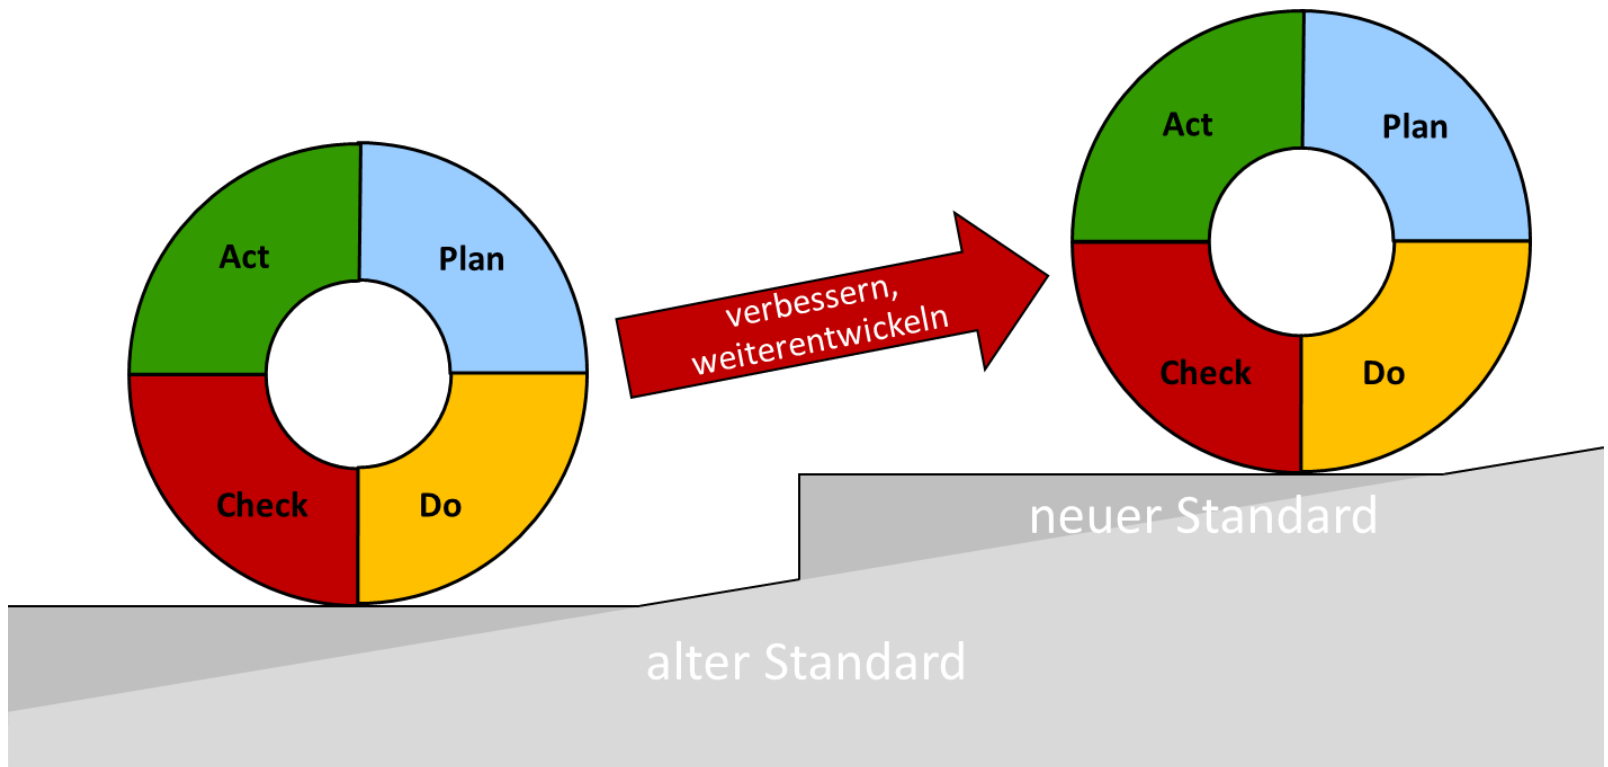 Act
Plan
Check
Do
verbessern,
weiterentwickeln
Act
Plan
Check
Do
neuer Standard
alter Standard